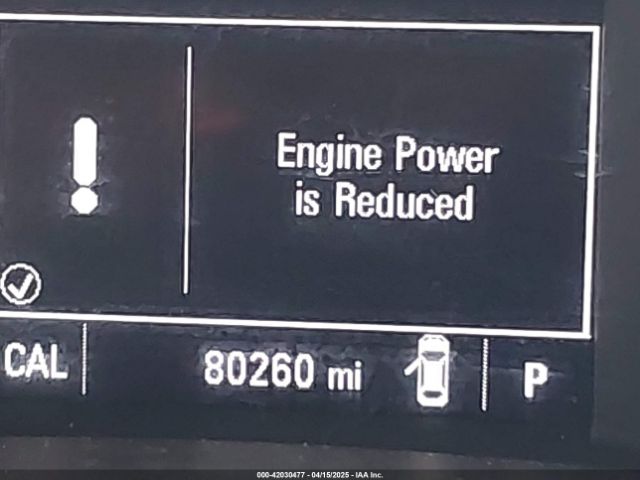 Engine Power
is Reduced
CAL
80260 mi
P
000-42030477 - 04/15/2025 - IAA Inc.